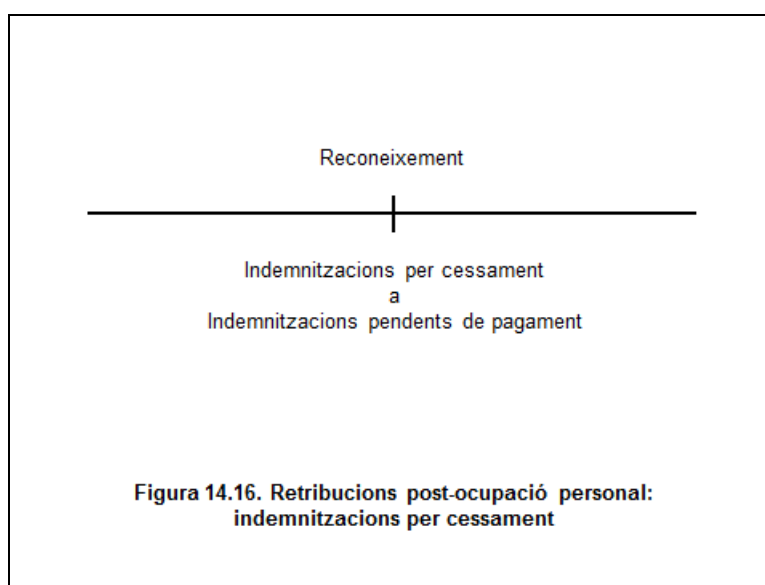 Reconeixement
Indemnitzacions per cessament
a
Indemnitzacions pendents de pagament
Figura 14.16. Retribucions post-ocupació personal:
indemnitzacions per cessament